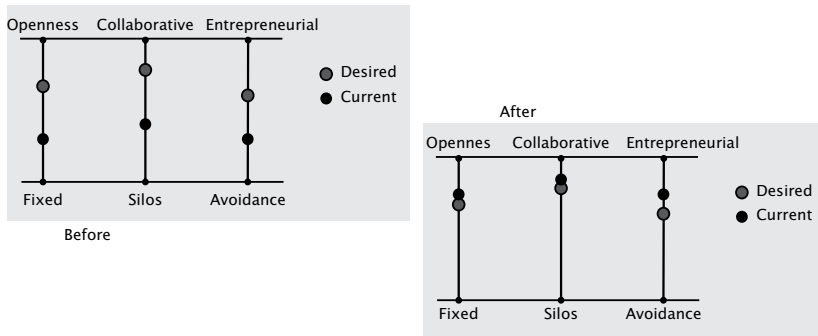 Openness Collaborative Entrepreneurial
Desired
Current
Fixed Silos Avoidance
Before
After
Opennes Collaborative Entrepreneurial
Desired
Current
Fixed Silos Avoidance